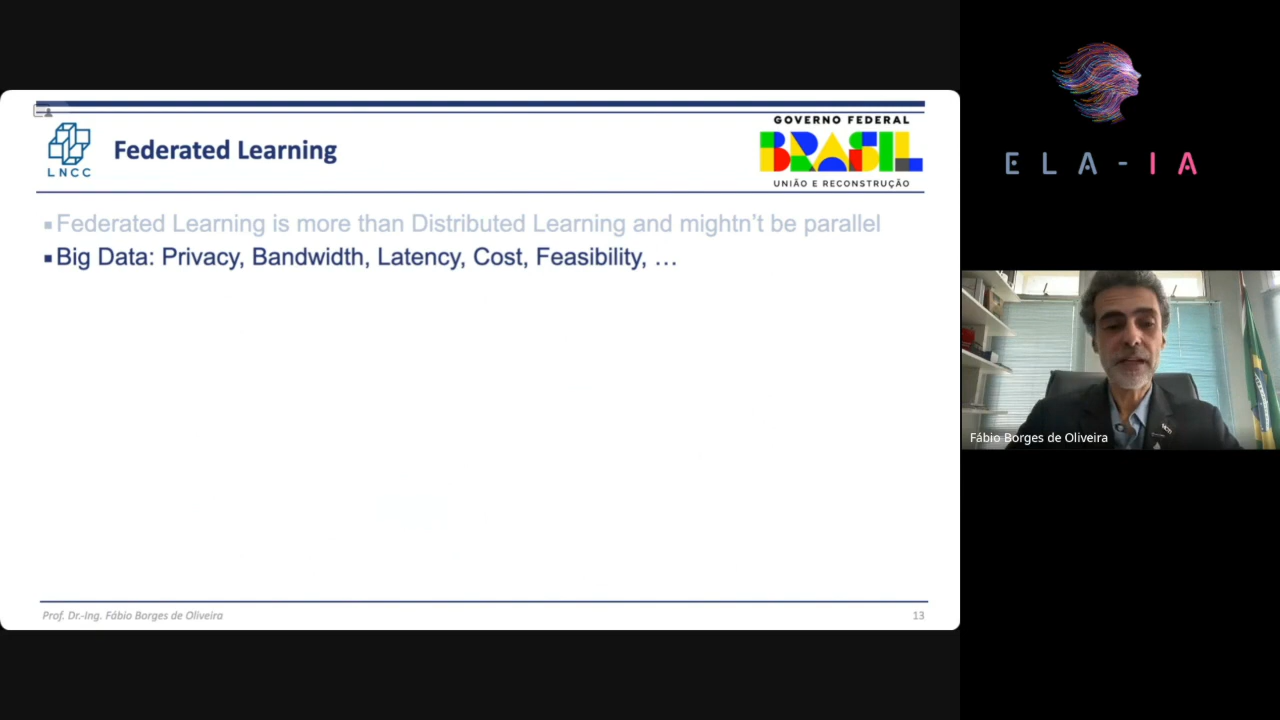 LNCC
Federated Learning
GOVERNO FEDERAL
BRASIL
UNIÃO E RECONSTRUÇÃO
▪Federated Learning is more than Distributed Learning and mightn’t be parallel
▪Big Data: Privacy, Bandwidth, Latency, Cost, Feasibility, …
Prof. Dr.-Ing. Fábio Borges de Oliveira
13
ELA-IA
Fábio Borges de Oliveira